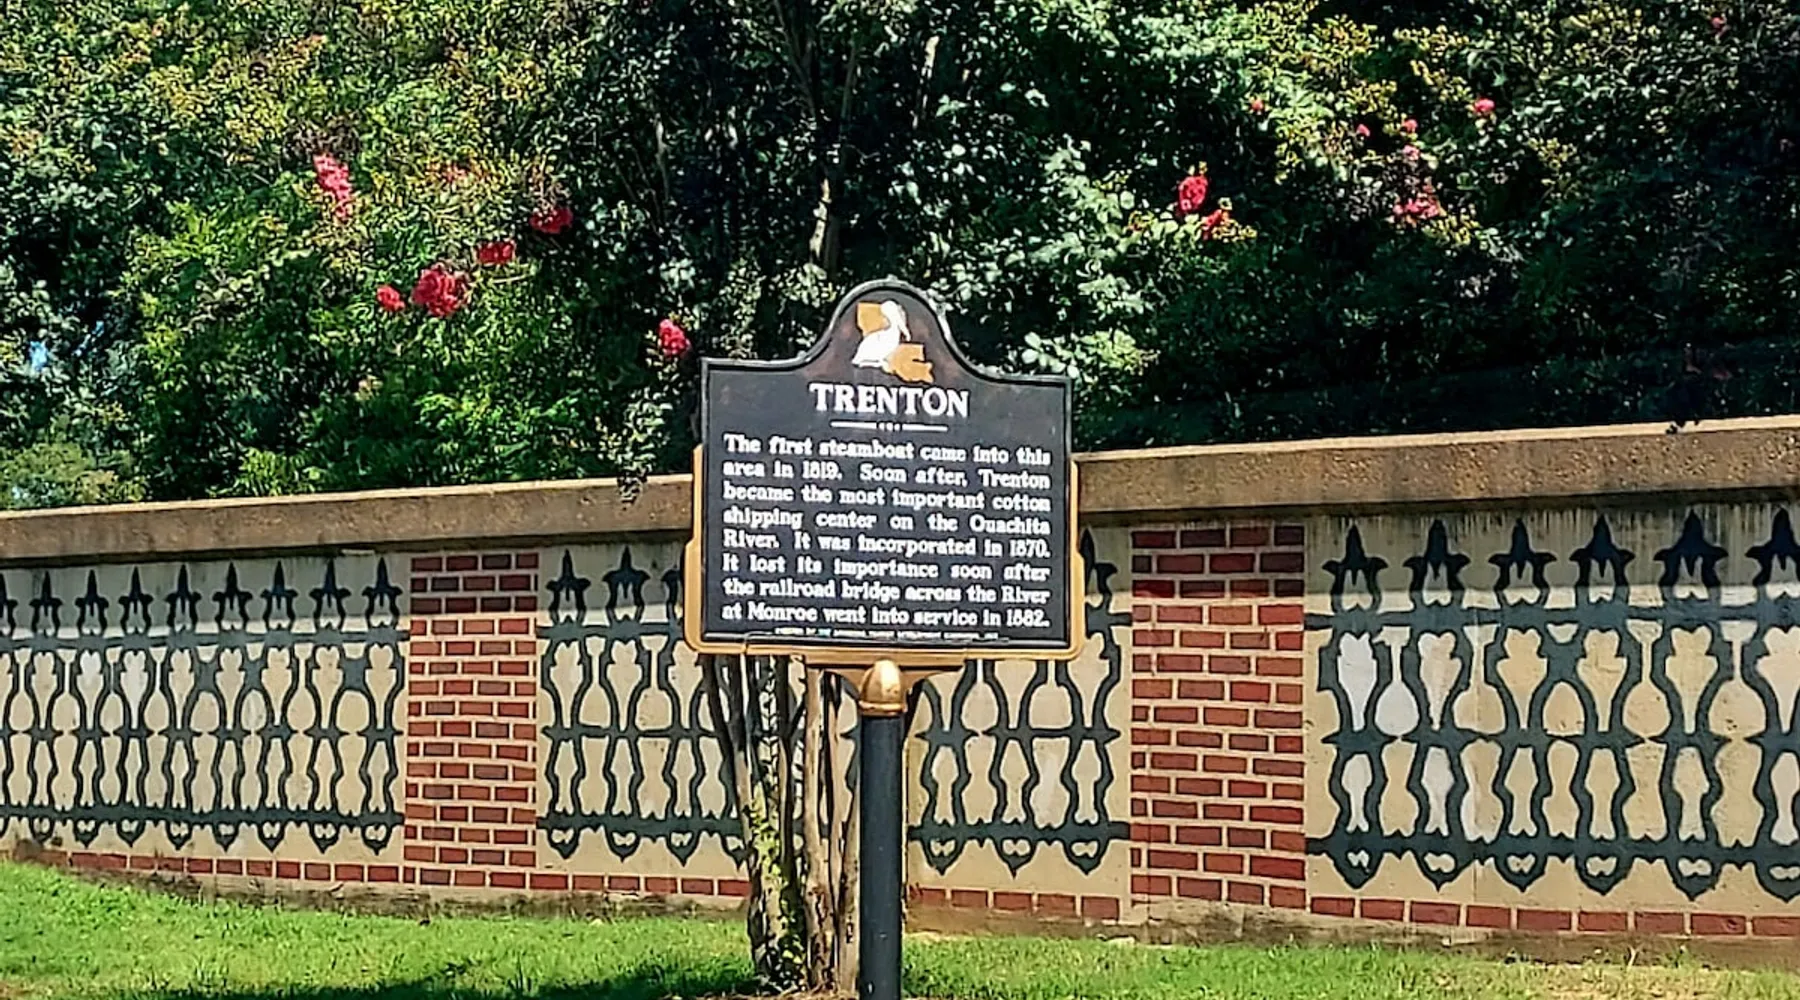 TRENTON
The first steamboat came into this
area in 1819. Soon after, Trenton
became the most important cotton
shipping center on the Ouachita
River. It was incorporated in 1870.
It lost its importance soon after
the railroad bridge across the River
at Monroe went into service in 1882.